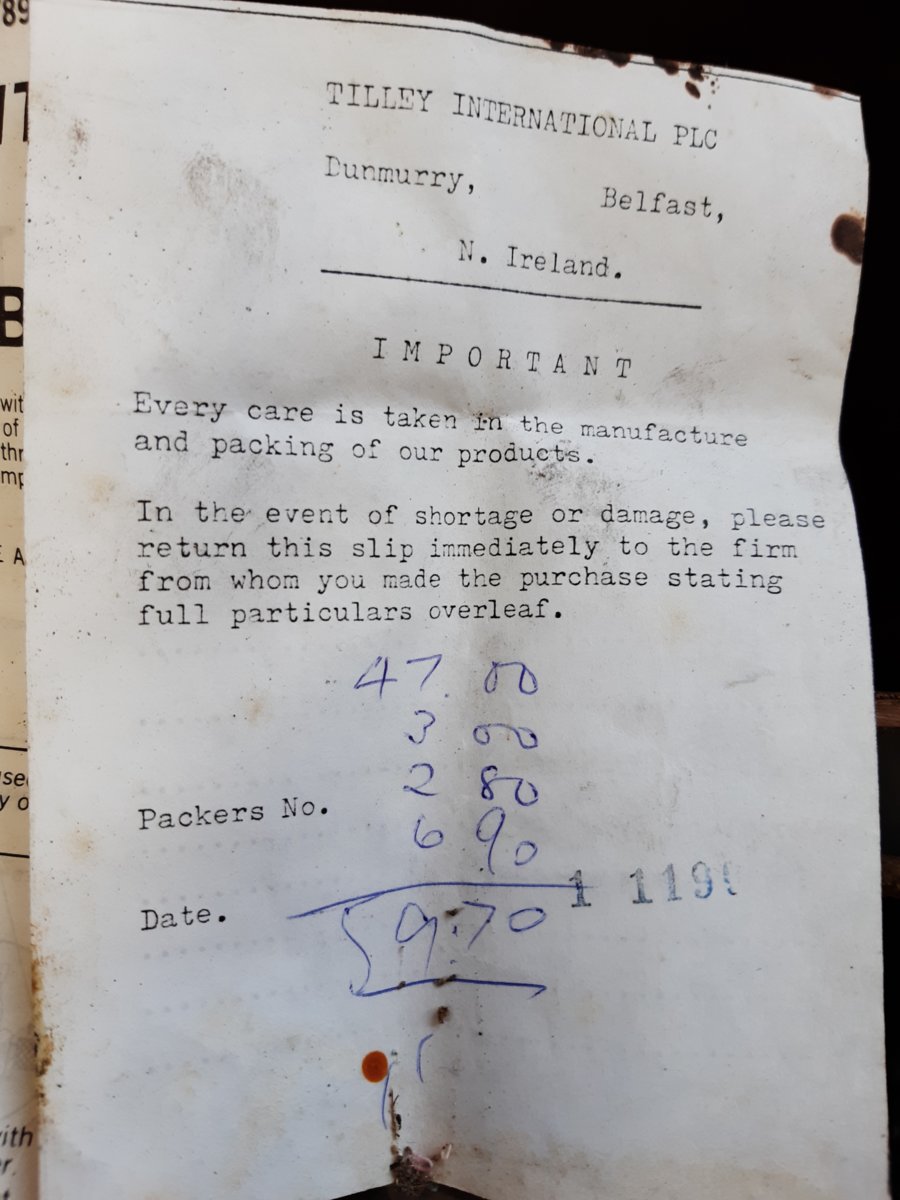 TILLEY INTERNATIONAL PLC
Dunmurry, Belfast,
N. Ireland.
I M P O R T A N T
Every care is taken in the manufacture
and packing of our products.
In the event of shortage or damage, please
return this slip immediately to the firm
from whom you made the purchase stating
full particulars overleaf.
47.00
3 00
2 80
Packers No.
6 90
1 119
Date.
59.70